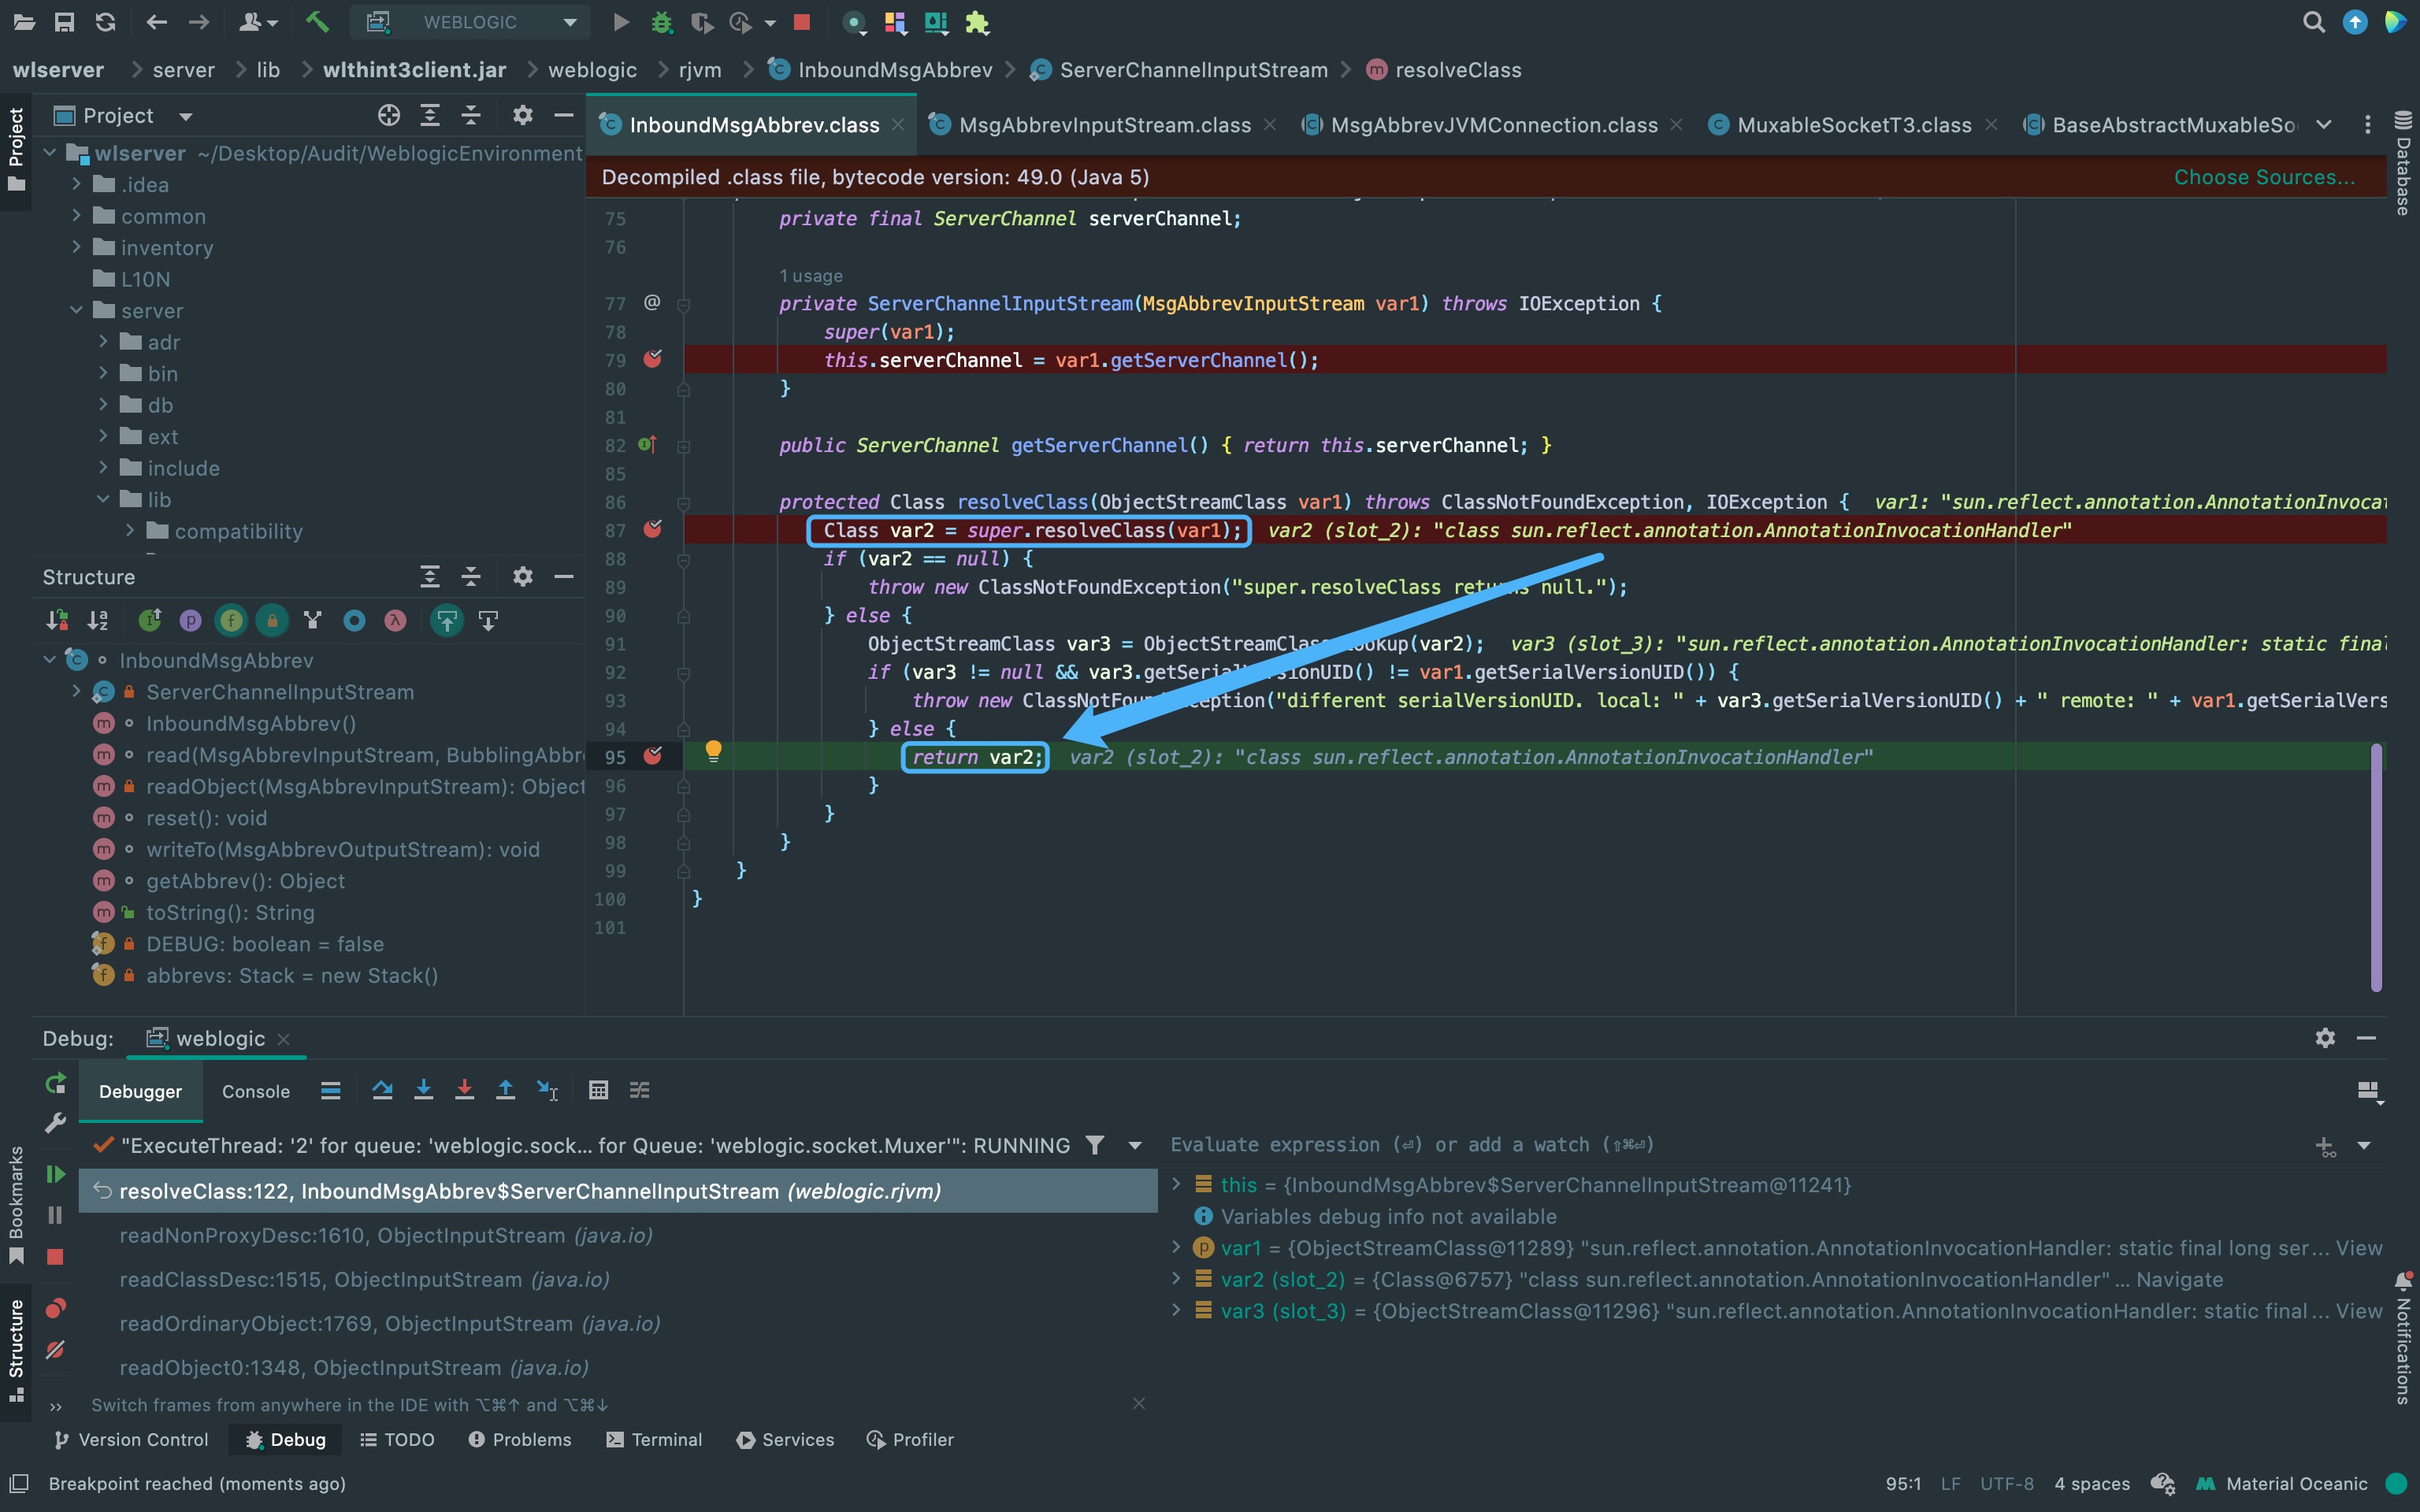 WEBLOGIC
wlserver server lib wlthint3client.jar weblogic rjvm InboundMsgAbbrev ServerChannelInputStream m resolveClass
Project
Project
InboundMsgAbbrev.class MsgAbbrevInputStream.class MsgAbbrevJVMConnection.class MuxableSocketT3.class BaseAbstractMuxableSo
Database
wlserver ~/Desktop/Audit/WeblogicEnvironment
.idea
common
inventory
L10N
server
adr
bin
db
ext
include
lib
compatibility
Decompiled .class file, bytecode version: 49.0 (Java 5) Choose Sources...
75 private final ServerChannel serverChannel;
76
1 usage
77 @ private ServerChannelInputStream(MsgAbbrevInputStream var1) throws IOException {
78 super(var1);
79 this.serverChannel = var1.getServerChannel();
80 }
81
82 public ServerChannel getServerChannel() { return this.serverChannel; }
85
86 protected Class resolveClass(ObjectStreamClass var1) throws ClassNotFoundException, IOException { var1: "sun.reflect.annotation.AnnotationInvocat
87 Class var2 = super.resolveClass(var1); var2 (slot_2): "class sun.reflect.annotation.AnnotationInvocationHandler"
88 if (var2 == null) {
89 throw new ClassNotFoundException("super.resolveClass returns null.");
90 } else {
91 ObjectStreamClass var3 = ObjectStreamClass.lookup(var2); var3 (slot_3): "sun.reflect.annotation.AnnotationInvocationHandler: static final
92 if (var3 != null && var3.getSerialVersionUID() != var1.getSerialVersionUID()) {
93 throw new ClassNotFoundException("different serialVersionUID. local: " + var3.getSerialVersionUID() + " remote: " + var1.getSerialVers
94 } else {
95 return var2; var2 (slot_2): "class sun.reflect.annotation.AnnotationInvocationHandler"
96 }
97 }
98 }
99 }
100 }
101
Structure
InboundMsgAbbrev
ServerChannelInputStream
InboundMsgAbbrev()
read(MsgAbbrevInputStream, BubblingAbbr
readObject(MsgAbbrevInputStream): Object
reset(): void
writeTo(MsgAbbrevOutputStream): void
getAbbrev(): Object
toString(): String
DEBUG: boolean = false
abbrevs: Stack = new Stack()
Debug: weblogic
Debugger Console
"ExecuteThread: '2' for queue: 'weblogic.sock... for Queue: 'weblogic.socket.Muxer'": RUNNING
resolveClass:122, InboundMsgAbbrev$ServerChannelInputStream (weblogic.rjvm)
readNonProxyDesc:1610, ObjectInputStream (java.io)
readClassDesc:1515, ObjectInputStream (java.io)
readOrdinaryObject:1769, ObjectInputStream (java.io)
readObject0:1348, ObjectInputStream (java.io)
Switch frames from anywhere in the IDE with ⌥⌘↑ and ⌥⌘↓
Evaluate expression (⏎) or add a watch (⇧⌘⏎)
this = {InboundMsgAbbrev$ServerChannelInputStream@11241}
Variables debug info not available
var1 = {ObjectStreamClass@11289} "sun.reflect.annotation.AnnotationInvocationHandler: static final long ser... View
var2 (slot_2) = {Class@6757} "class sun.reflect.annotation.AnnotationInvocationHandler" ... Navigate
var3 (slot_3) = {ObjectStreamClass@11296} "sun.reflect.annotation.AnnotationInvocationHandler: static final ... View
Bookmarks
Structure
Notifications
Version Control Debug TODO Problems Terminal Services Profiler
Breakpoint reached (moments ago) 95:1 LF UTF-8 4 spaces Material Oceanic